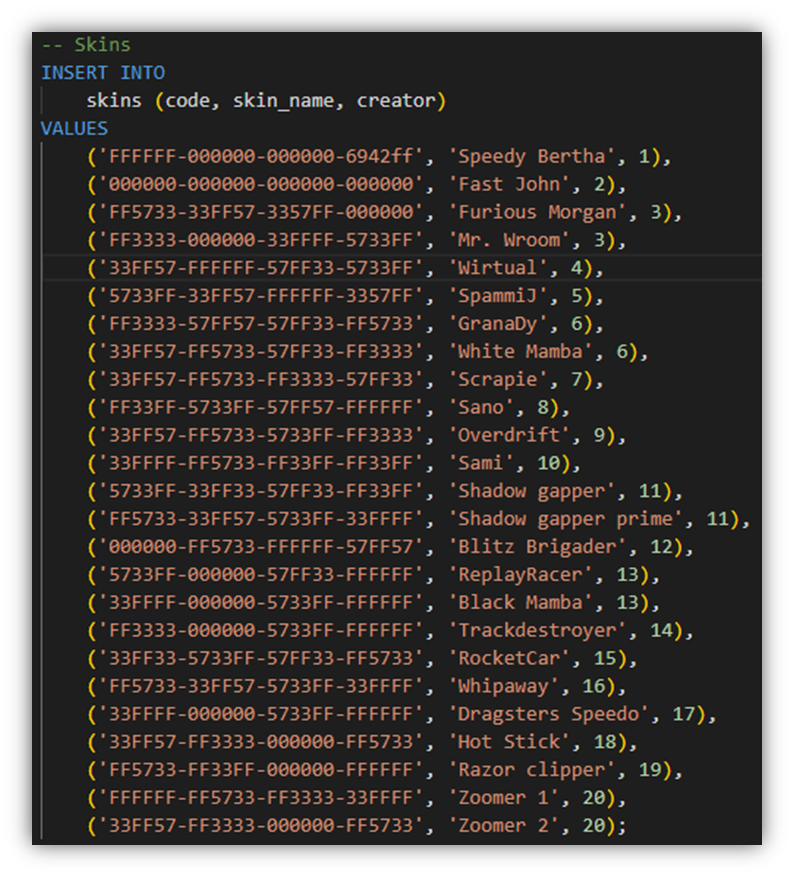 -- Skins
INSERT INTO
skins (code, skin_name, creator)
VALUES
('FFFFFF-000000-000000-6942ff', 'Speedy Bertha', 1),
('000000-000000-000000-000000', 'Fast John', 2),
('FF5733-33FF57-3357FF-000000', 'Furious Morgan', 3),
('FF3333-000000-33FFFF-5733FF', 'Mr. Wroom', 3),
('33FF57-FFFFFF-57FF33-5733FF', 'Wirtual', 4),
('5733FF-33FF57-FFFFFF-3357FF', 'SpammiJ', 5),
('FF3333-57FF57-57FF33-FF5733', 'GranaDy', 6),
('33FF57-FF5733-57FF33-FF3333', 'White Mamba', 6),
('33FF57-FF5733-FF3333-57FF33', 'Scrapie', 7),
('FF33FF-5733FF-57FF57-FFFFFF', 'Sano', 8),
('33FF57-FF5733-5733FF-FF3333', 'Overdrift', 9),
('33FFFF-FF5733-FF33FF-FF33FF', 'Sami', 10),
('5733FF-33FF33-57FF33-FF33FF', 'Shadow gapper', 11),
('FF5733-33FF57-5733FF-33FFFF', 'Shadow gapper prime', 11),
('000000-FF5733-FFFFFF-57FF57', 'Blitz Brigader', 12),
('5733FF-000000-57FF33-FFFFFF', 'ReplayRacer', 13),
('33FFFF-000000-5733FF-FFFFFF', 'Black Mamba', 13),
('FF3333-000000-5733FF-FFFFFF', 'Trackdestroyer', 14),
('33FF33-5733FF-57FF33-FF5733', 'RocketCar', 15),
('FF5733-33FF57-5733FF-33FFFF', 'Whipaway', 16),
('33FFFF-000000-5733FF-FFFFFF', 'Dragsters Speedo', 17),
('33FF57-FF3333-000000-FF5733', 'Hot Stick', 18),
('FF5733-FF33FF-000000-FFFFFF', 'Razor clipper', 19),
('FFFFFF-FF5733-FF3333-33FFFF', 'Zoomer 1', 20),
('33FF57-FF3333-000000-FF5733', 'Zoomer 2', 20);